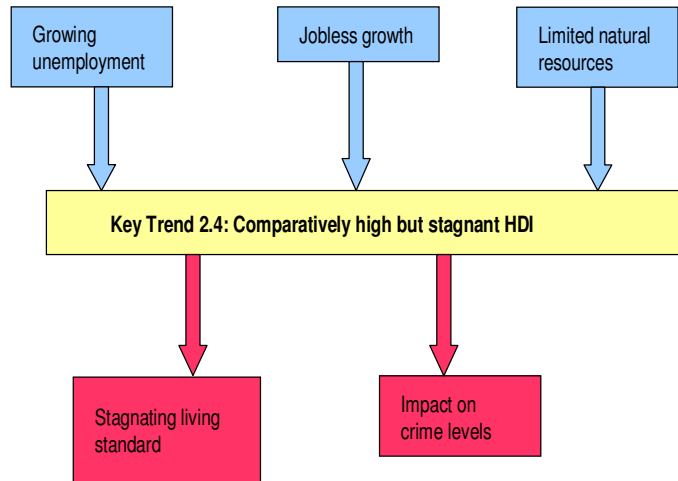 Growing
unemployment
Jobless growth
Limited natural
resources
Key Trend 2.4: Comparatively high but stagnant HDI
Stagnating living
standard
Impact on
crime levels